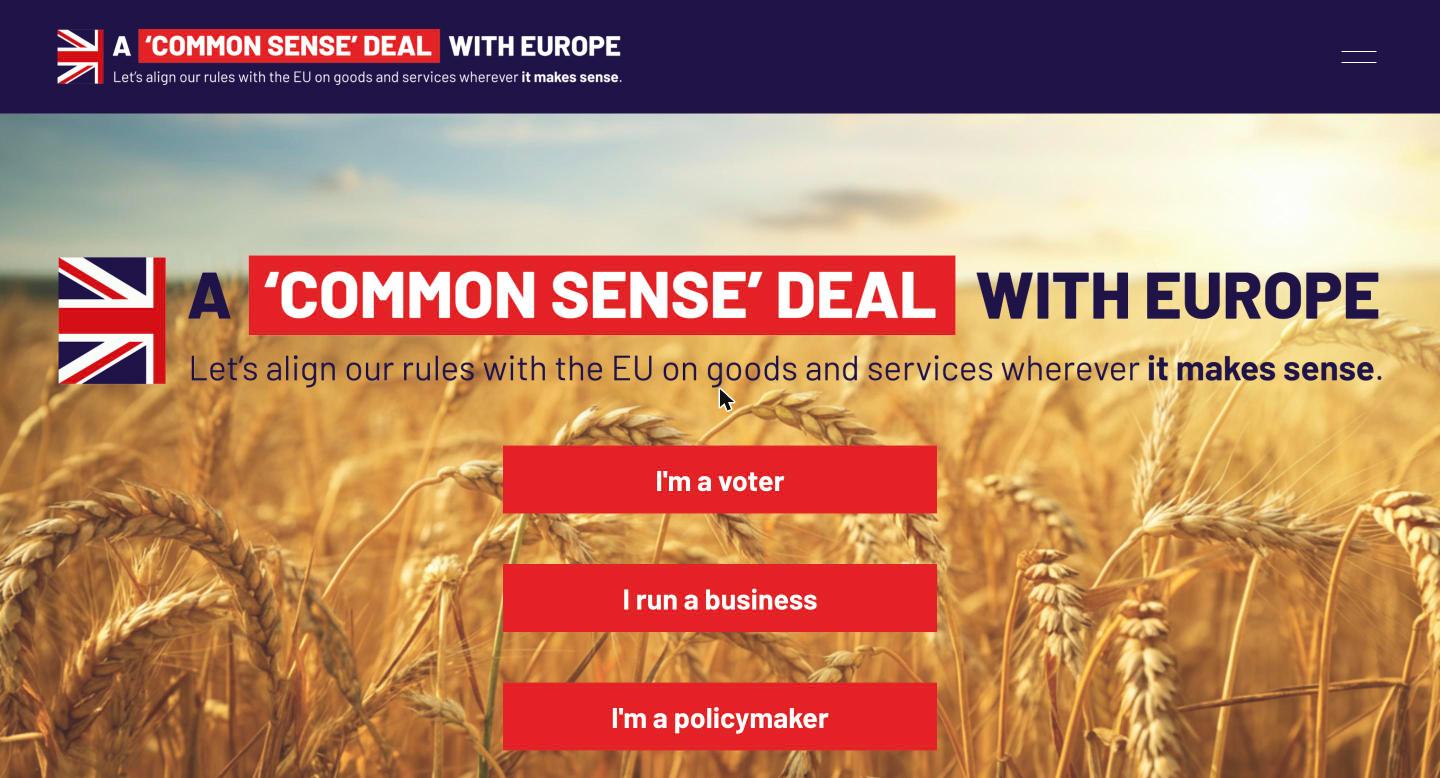 A ‘COMMON SENSE’ DEAL WITH EUROPE
Let’s align our rules with the EU on goods and services wherever it makes sense.
A ‘COMMON SENSE’ DEAL WITH EUROPE
Let’s align our rules with the EU on goods and services wherever it makes sense.
I'm a voter
I run a business
I'm a policymaker